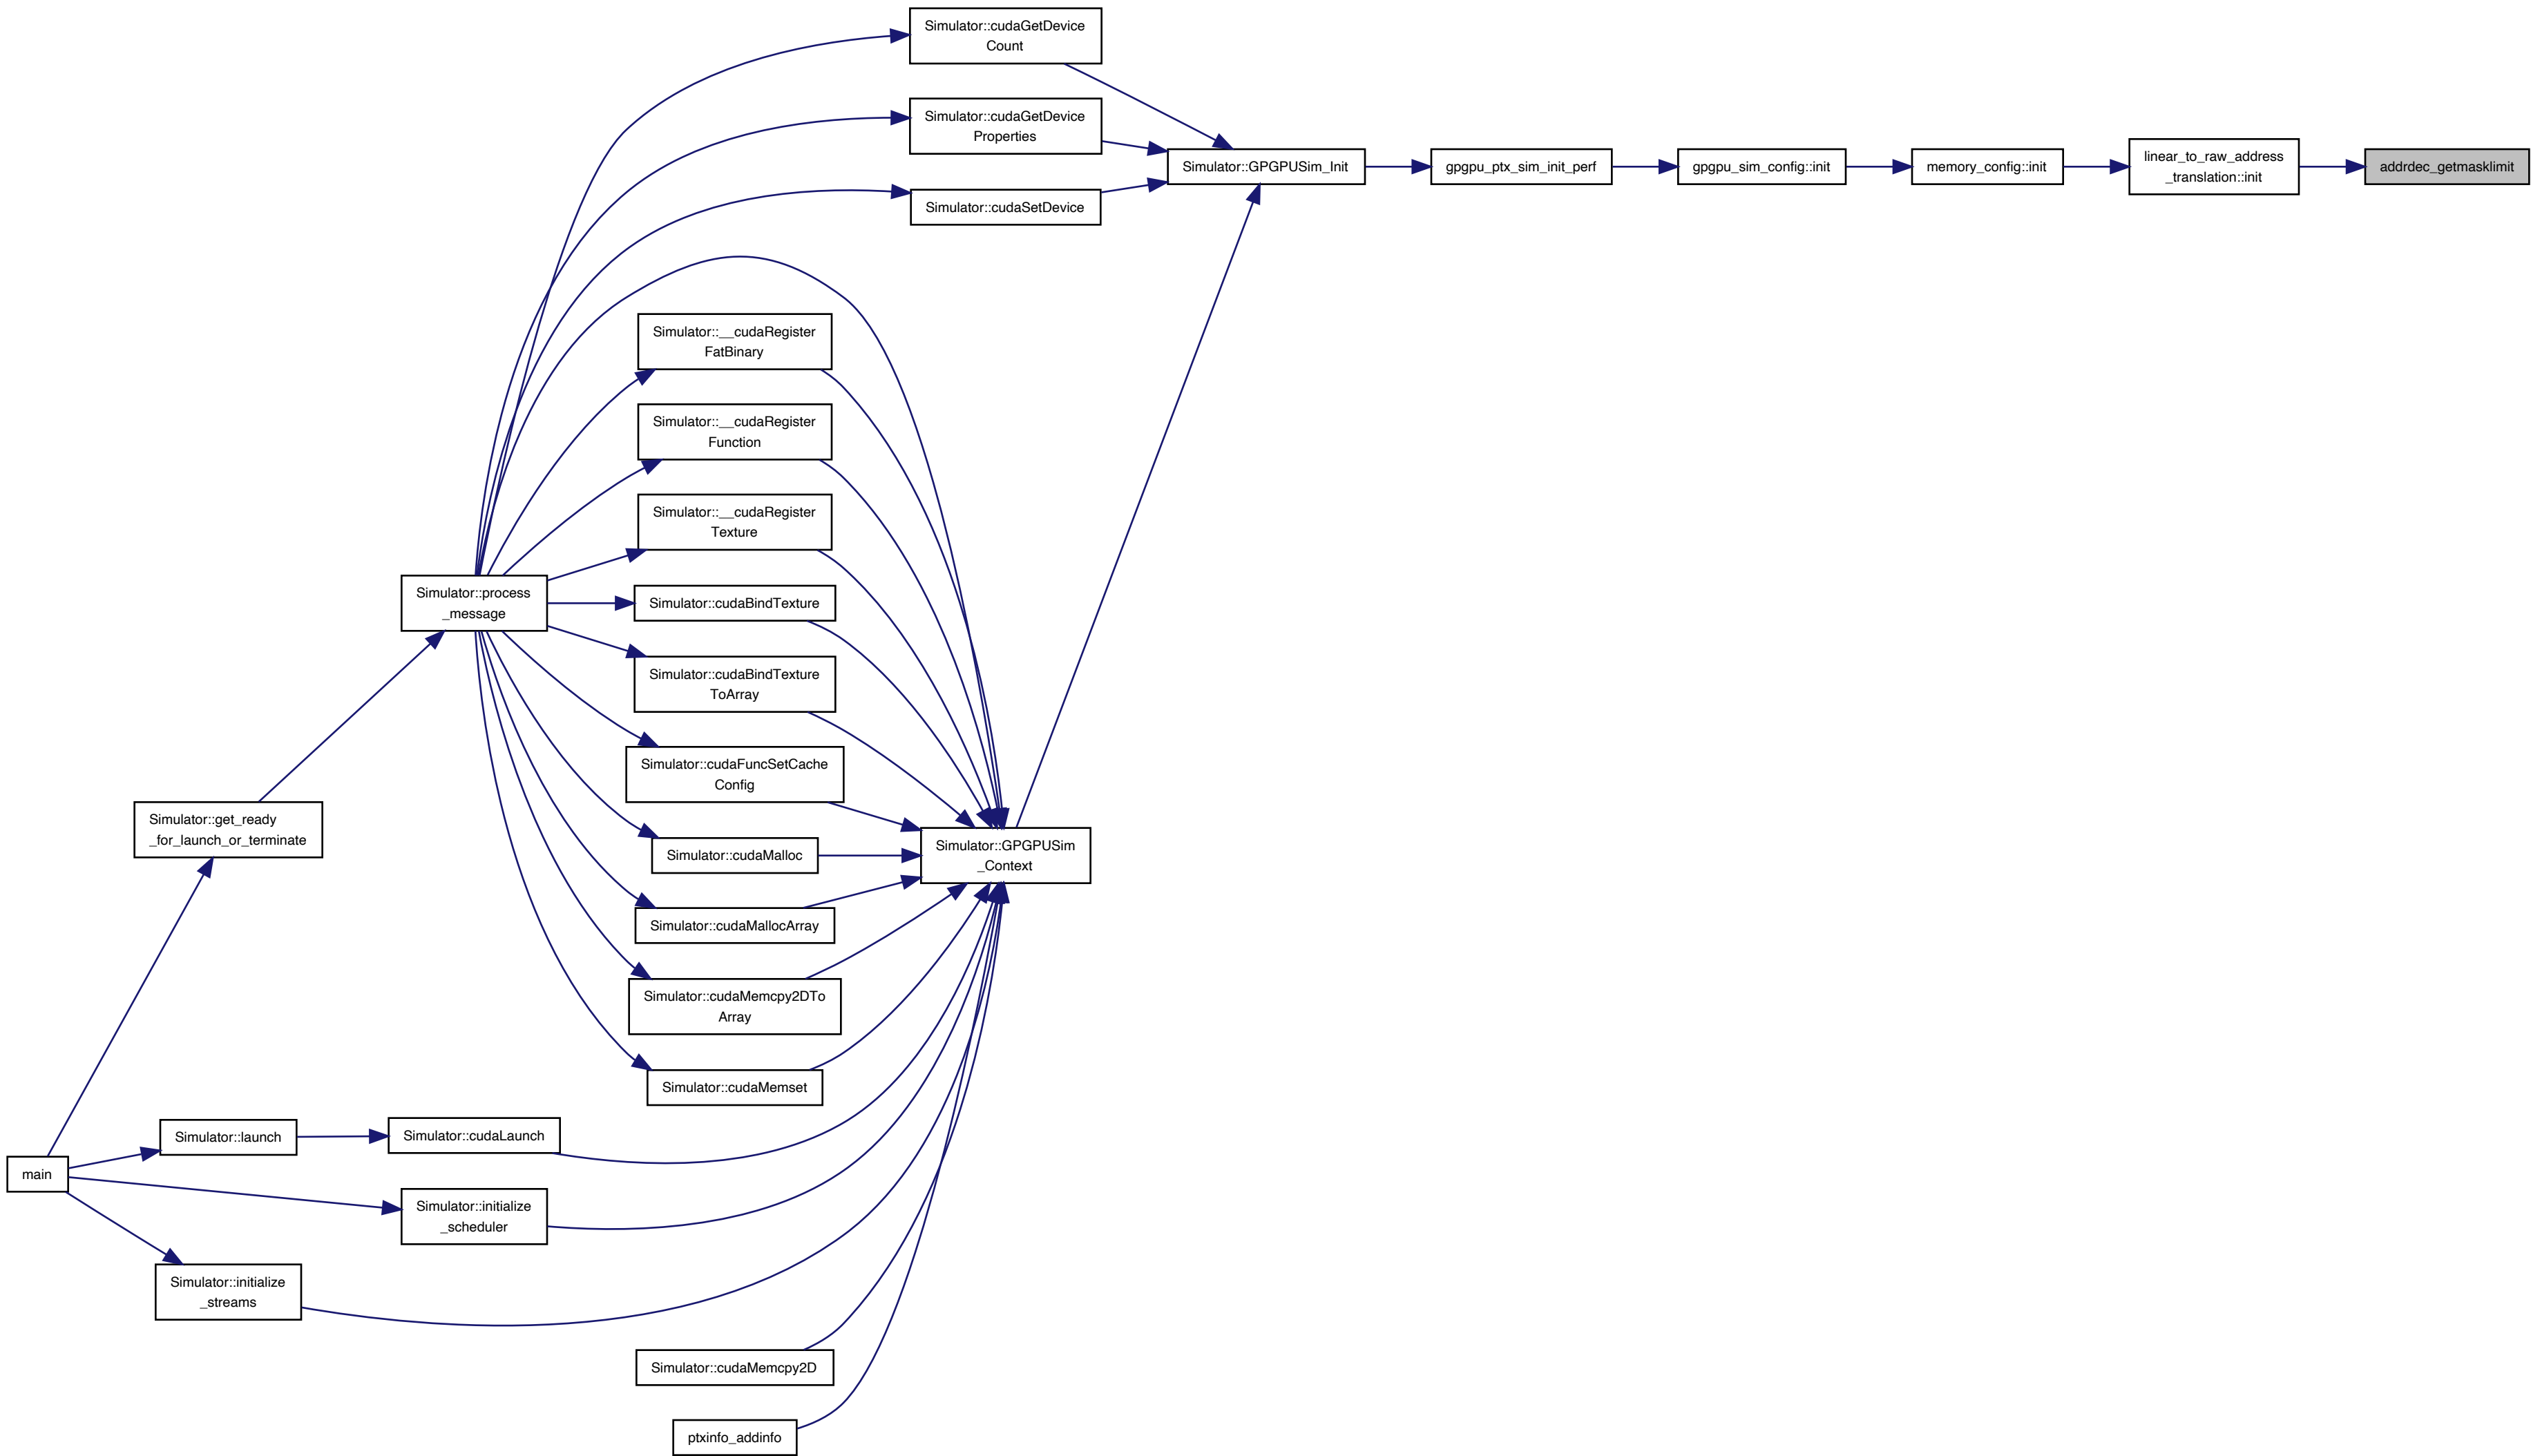 Simulator::cudaGetDevice
Count
Simulator::cudaGetDevice
Properties
Simulator::GPGPUSim_Init
gpgpu_ptx_sim_init_perf
gpgpu_sim_config::init
memory_config::init
linear_to_raw_address
_translation::init
addrdec_getmasklimit
Simulator::cudaSetDevice
Simulator::__cudaRegister
FatBinary
Simulator::__cudaRegister
Function
Simulator::__cudaRegister
Texture
Simulator::process
_message
Simulator::cudaBindTexture
Simulator::cudaBindTexture
ToArray
Simulator::cudaFuncSetCache
Config
Simulator::get_ready
_for_launch_or_terminate
Simulator::cudaMalloc
Simulator::GPGPUSim
_Context
Simulator::cudaMallocArray
Simulator::cudaMemcpy2DTo
Array
Simulator::cudaMemset
Simulator::launch
Simulator::cudaLaunch
main
Simulator::initialize
_scheduler
Simulator::initialize
_streams
Simulator::cudaMemcpy2D
ptxinfo_addinfo